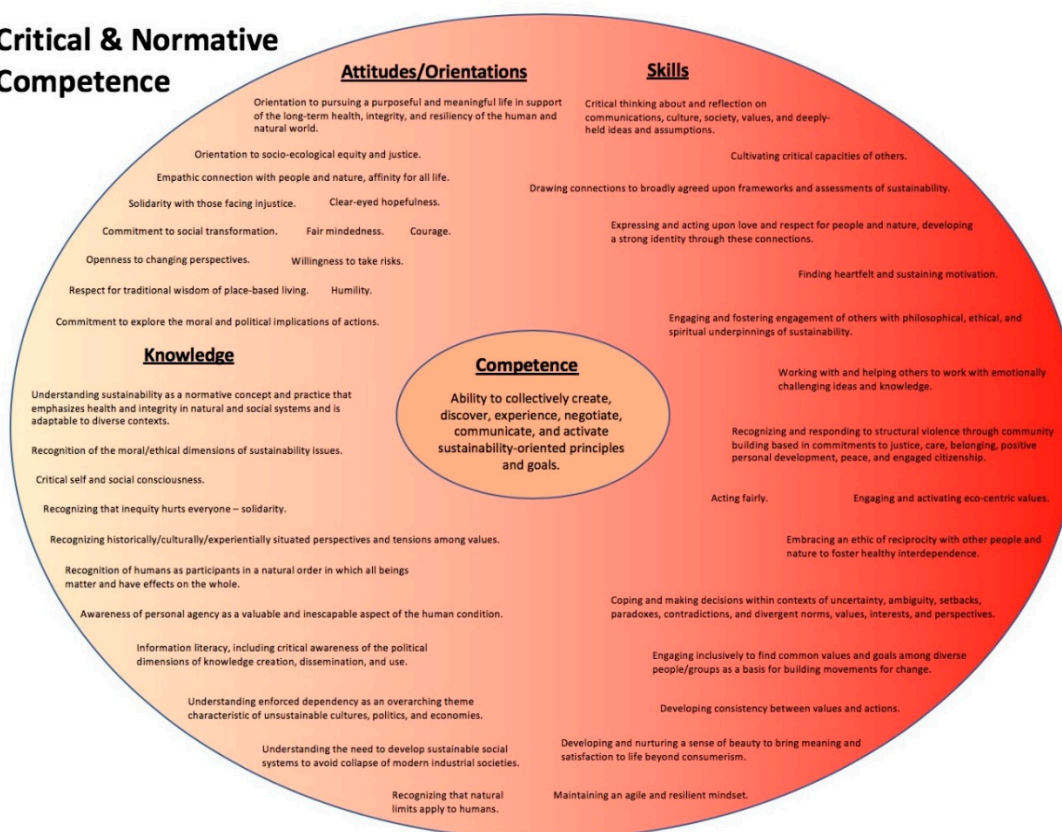 Critical & Normative
Competence
Attitudes/Orientations
Orientation to pursuing a purposeful and meaningful life in support
of the long-term health, integrity, and resiliency of the human and
natural world.
Orientation to socio-ecological equity and justice.
Empathic connection with people and nature, affinity for all life.
Solidarity with those facing injustice. Clear-eyed hopefulness.
Commitment to social transformation. Fair mindedness. Courage.
Openness to changing perspectives. Willingness to take risks.
Respect for traditional wisdom of place-based living. Humility.
Commitment to explore the moral and political implications of actions.
Skills
Critical thinking about and reflection on
communications, culture, society, values, and deeply-
held ideas and assumptions.
Cultivating critical capacities of others.
Drawing connections to broadly agreed upon frameworks and assessments of sustainability.
Expressing and acting upon love and respect for people and nature, developing
a strong identity through these connections.
Finding heartfelt and sustaining motivation.
Engaging and fostering engagement of others with philosophical, ethical, and
spiritual underpinnings of sustainability.
Working with and helping others to work with emotionally
challenging ideas and knowledge.
Recognizing and responding to structural violence through community
building based in commitments to justice, care, belonging, positive
personal development, peace, and engaged citizenship.
Acting fairly. Engaging and activating eco-centric values.
Embracing an ethic of reciprocity with other people and
nature to foster healthy interdependence.
Coping and making decisions within contexts of uncertainty, ambiguity, setbacks,
paradoxes, contradictions, and divergent norms, values, interests, and perspectives.
Engaging inclusively to find common values and goals among diverse
people/groups as a basis for building movements for change.
Developing consistency between values and actions.
Developing and nurturing a sense of beauty to bring meaning and
satisfaction to life beyond consumerism.
Maintaining an agile and resilient mindset.
Knowledge
Understanding sustainability as a normative concept and practice that
emphasizes health and integrity in natural and social systems and is
adaptable to diverse contexts.
Recognition of the moral/ethical dimensions of sustainability issues.
Critical self and social consciousness.
Recognizing that inequity hurts everyone – solidarity.
Recognizing historically/culturally/experientially situated perspectives and tensions among values.
Recognition of humans as participants in a natural order in which all beings
matter and have effects on the whole.
Awareness of personal agency as a valuable and inescapable aspect of the human condition.
Information literacy, including critical awareness of the political
dimensions of knowledge creation, dissemination, and use.
Understanding enforced dependency as an overarching theme
characteristic of unsustainable cultures, politics, and economies.
Understanding the need to develop sustainable social
systems to avoid collapse of modern industrial societies.
Recognizing that natural
limits apply to humans.
Competence
Ability to collectively create,
discover, experience, negotiate,
communicate, and activate
sustainability-oriented principles
and goals.